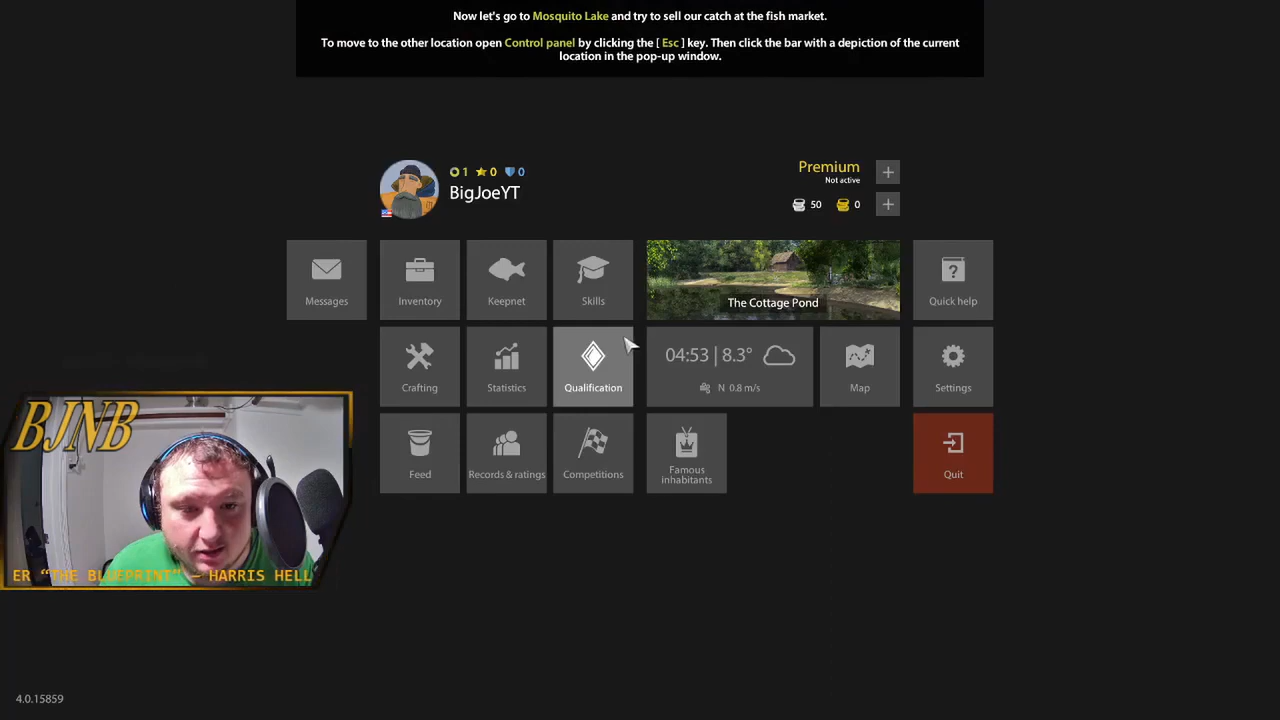 Now let's go to Mosquito Lake and try to sell our catch at the fish market.
To move to the other location open Control panel by clicking the [ Esc ] key. Then click the bar with a depiction of the current
location in the pop-up window.
1 0 0
BigJoeYT
Premium
Not active
+
50 0 +
Messages
Inventory
Keepnet
Skills
The Cottage Pond
Quick help
Crafting
Statistics
Qualification
04:53 | 8.3°
N 0.8 m/s
Map
Settings
Feed
Records & ratings
Competitions
Famous
inhabitants
Quit
BJNB
ER "THE BLUEPRINT" – HARRIS HELL
4.0.15859